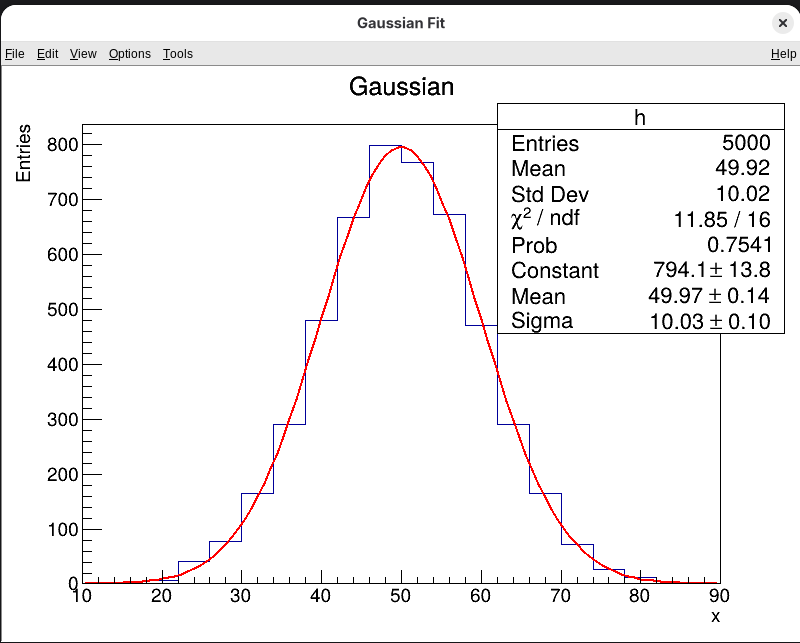 Gaussian Fit
File Edit View Options Tools Help
Gaussian
Entries
800
700
600
500
400
300
200
100
0
10 20 30 40 50 60 70 80 90
x
h
Entries 5000
Mean 49.92
Std Dev 10.02
χ² / ndf 11.85 / 16
Prob 0.7541
Constant 794.1 ± 13.8
Mean 49.97 ± 0.14
Sigma 10.03 ± 0.10